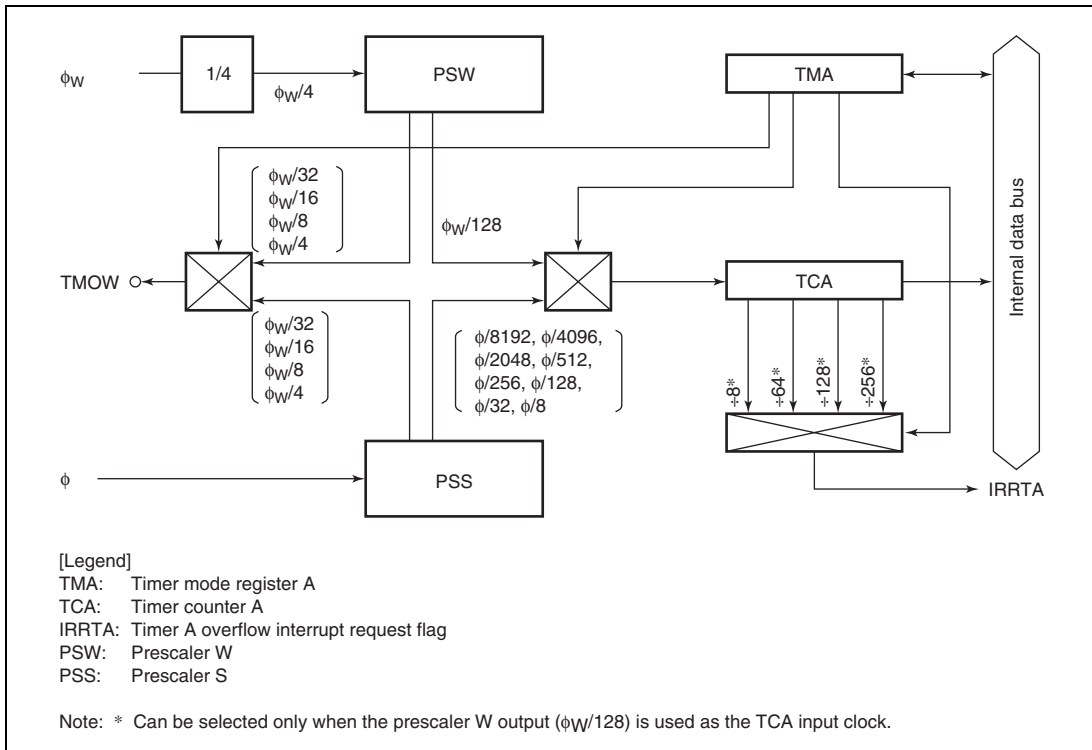 ϕW
1/4
ϕW/4
PSW
TMA
ϕW/32
ϕW/16
ϕW/8
ϕW/4
ϕW/128
TMOW
TCA
Internal data bus
ϕW/32
ϕW/16
ϕW/8
ϕW/4
ϕ/8192, ϕ/4096,
ϕ/2048, ϕ/512,
ϕ/256, ϕ/128,
ϕ/32, ϕ/8
÷8*
÷64*
÷128*
÷256*
ϕ
PSS
IRRTA
[Legend]
TMA: Timer mode register A
TCA: Timer counter A
IRRTA: Timer A overflow interrupt request flag
PSW: Prescaler W
PSS: Prescaler S
Note: * Can be selected only when the prescaler W output (ϕW/128) is used as the TCA input clock.